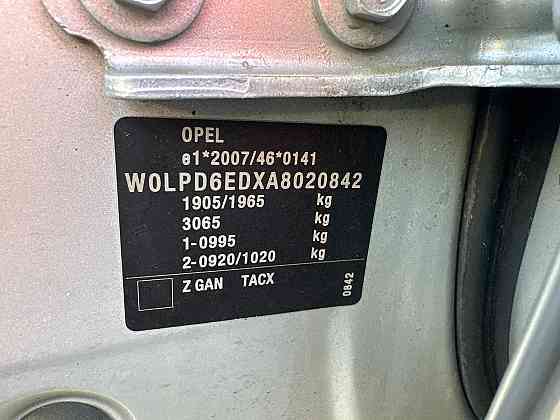 OPEL
e1*2007/46*0141
W0LPD6EDXA8020842
1905/1965 kg
3065 kg
1-0995 kg
2-0920/1020 kg
Z GAN TACX
0842